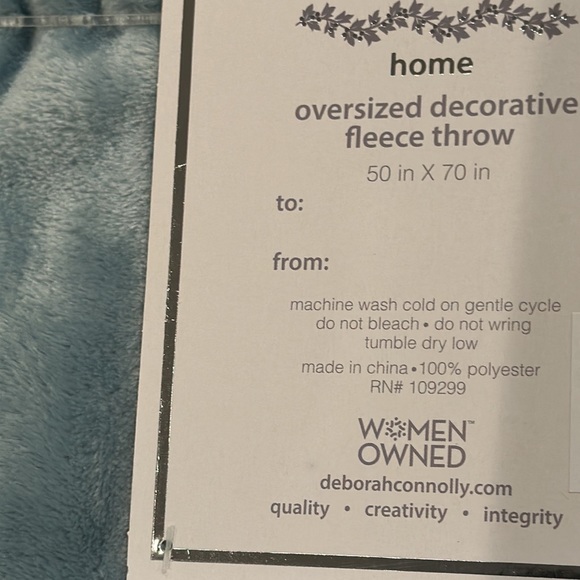 home
oversized decorative
fleece throw
50 in X 70 in
to:
from:
machine wash cold on gentle cycle
do not bleach • do not wring
tumble dry low
made in china • 100% polyester
RN# 109299
WOMEN™
OWNED
deborahconnolly.com
quality • creativity • integrity